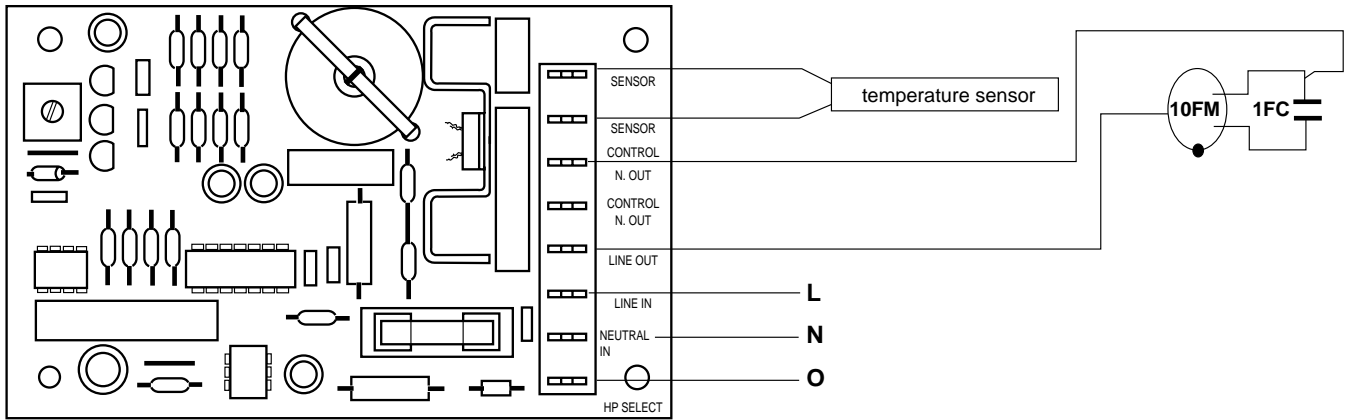 SENSOR
temperature sensor
SENSOR
CONTROL
N. OUT
CONTROL
N. OUT
LINE OUT
LINE IN
NEUTRAL
IN
HP SELECT
10FM
1FC
L
N
O